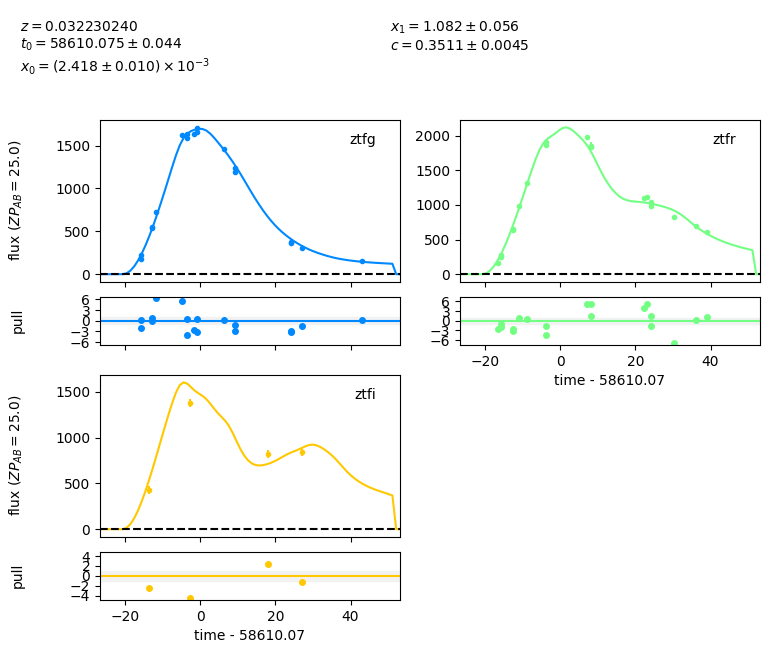 z = 0.032230240
t₀ = 58610.075 ± 0.044
x₀ = (2.418 ± 0.010) × 10⁻³
x₁ = 1.082 ± 0.056
c = 0.3511 ± 0.0045
flux (ZP_AB = 25.0)
1500
1000
500
0
ztfg
2000
1500
1000
500
0
ztfr
pull
6
3
0
−3
−6
6
3
0
−3
−6
−20 0 20 40
time - 58610.07
flux (ZP_AB = 25.0)
1500
1000
500
0
ztfi
pull
4
2
0
−2
−4
−20 0 20 40
time - 58610.07